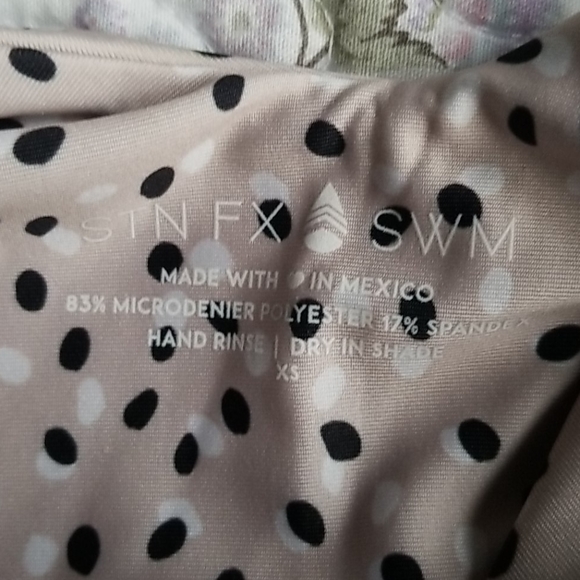 STN FX SWM
MADE WITH ♥ IN MEXICO
83% MICRODENIER POLYESTER 17% SPANDEX
HAND RINSE | DRY IN SHADE
XS